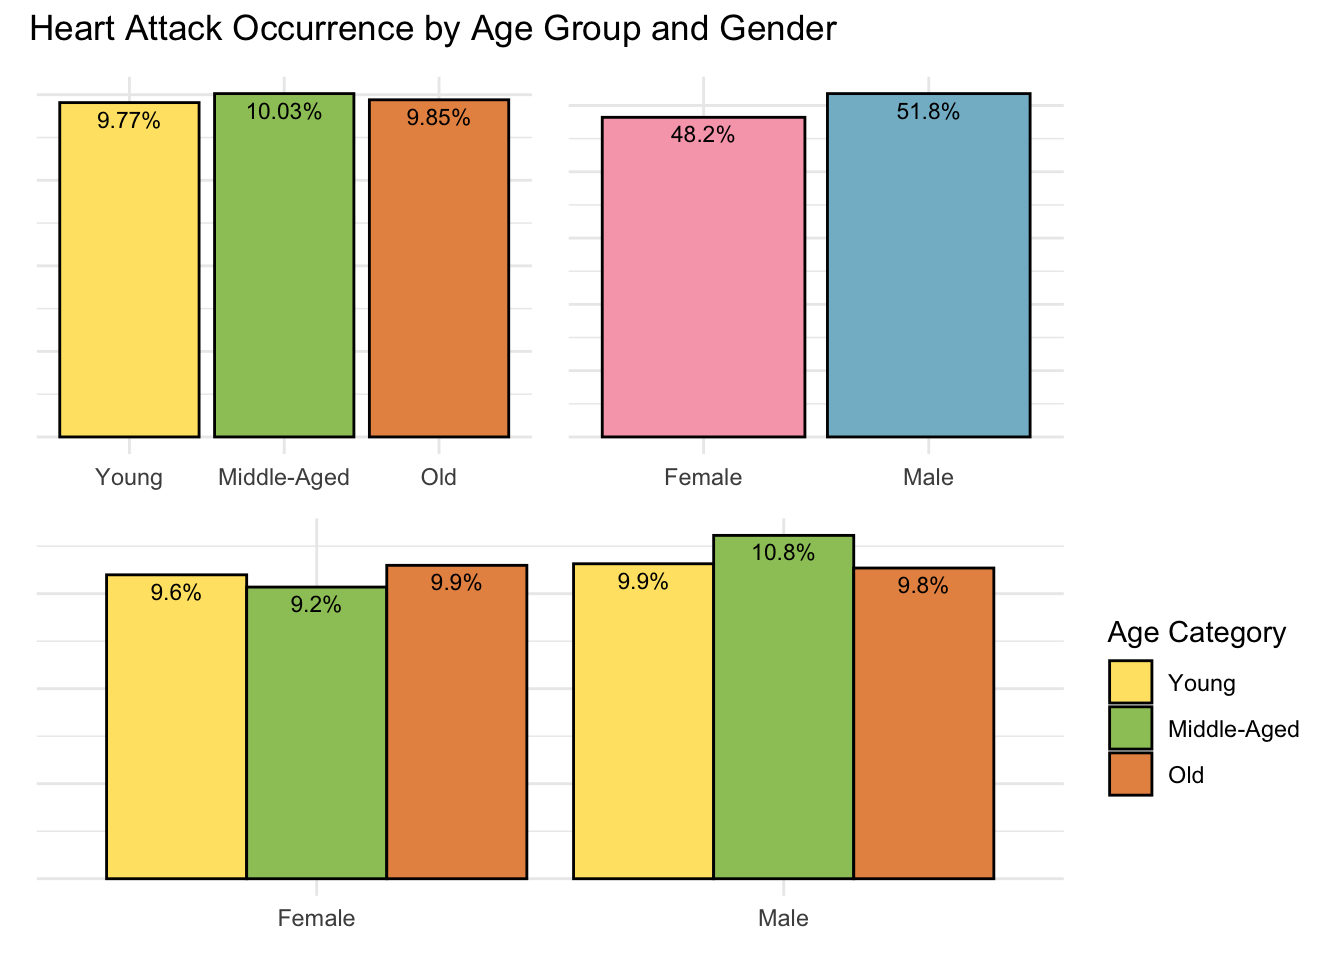 Heart Attack Occurrence by Age Group and Gender
9.77%
10.03%
9.85%
Young
Middle-Aged
Old
48.2%
51.8%
Female
Male
9.6%
9.2%
9.9%
9.9%
10.8%
9.8%
Female
Male
Age Category
Young
Middle-Aged
Old